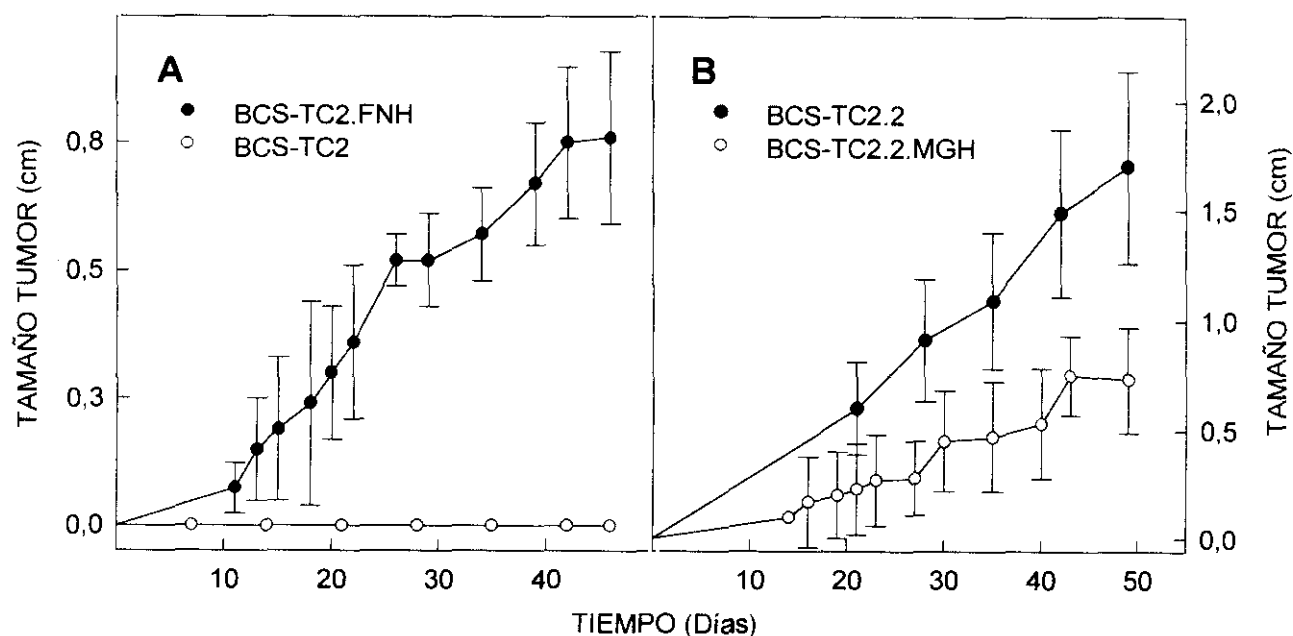 A
BCS-TC2.FNH
BCS-TC2
TAMAÑO TUMOR (cm)
0,8
0,5
0,3
0,0
10
20
30
40
B
BCS-TC2.2
BCS-TC2.2.MGH
2,0
1,5
1,0
0,5
0,0
TAMAÑO TUMOR (cm)
10
20
30
40
50
TIEMPO (Días)